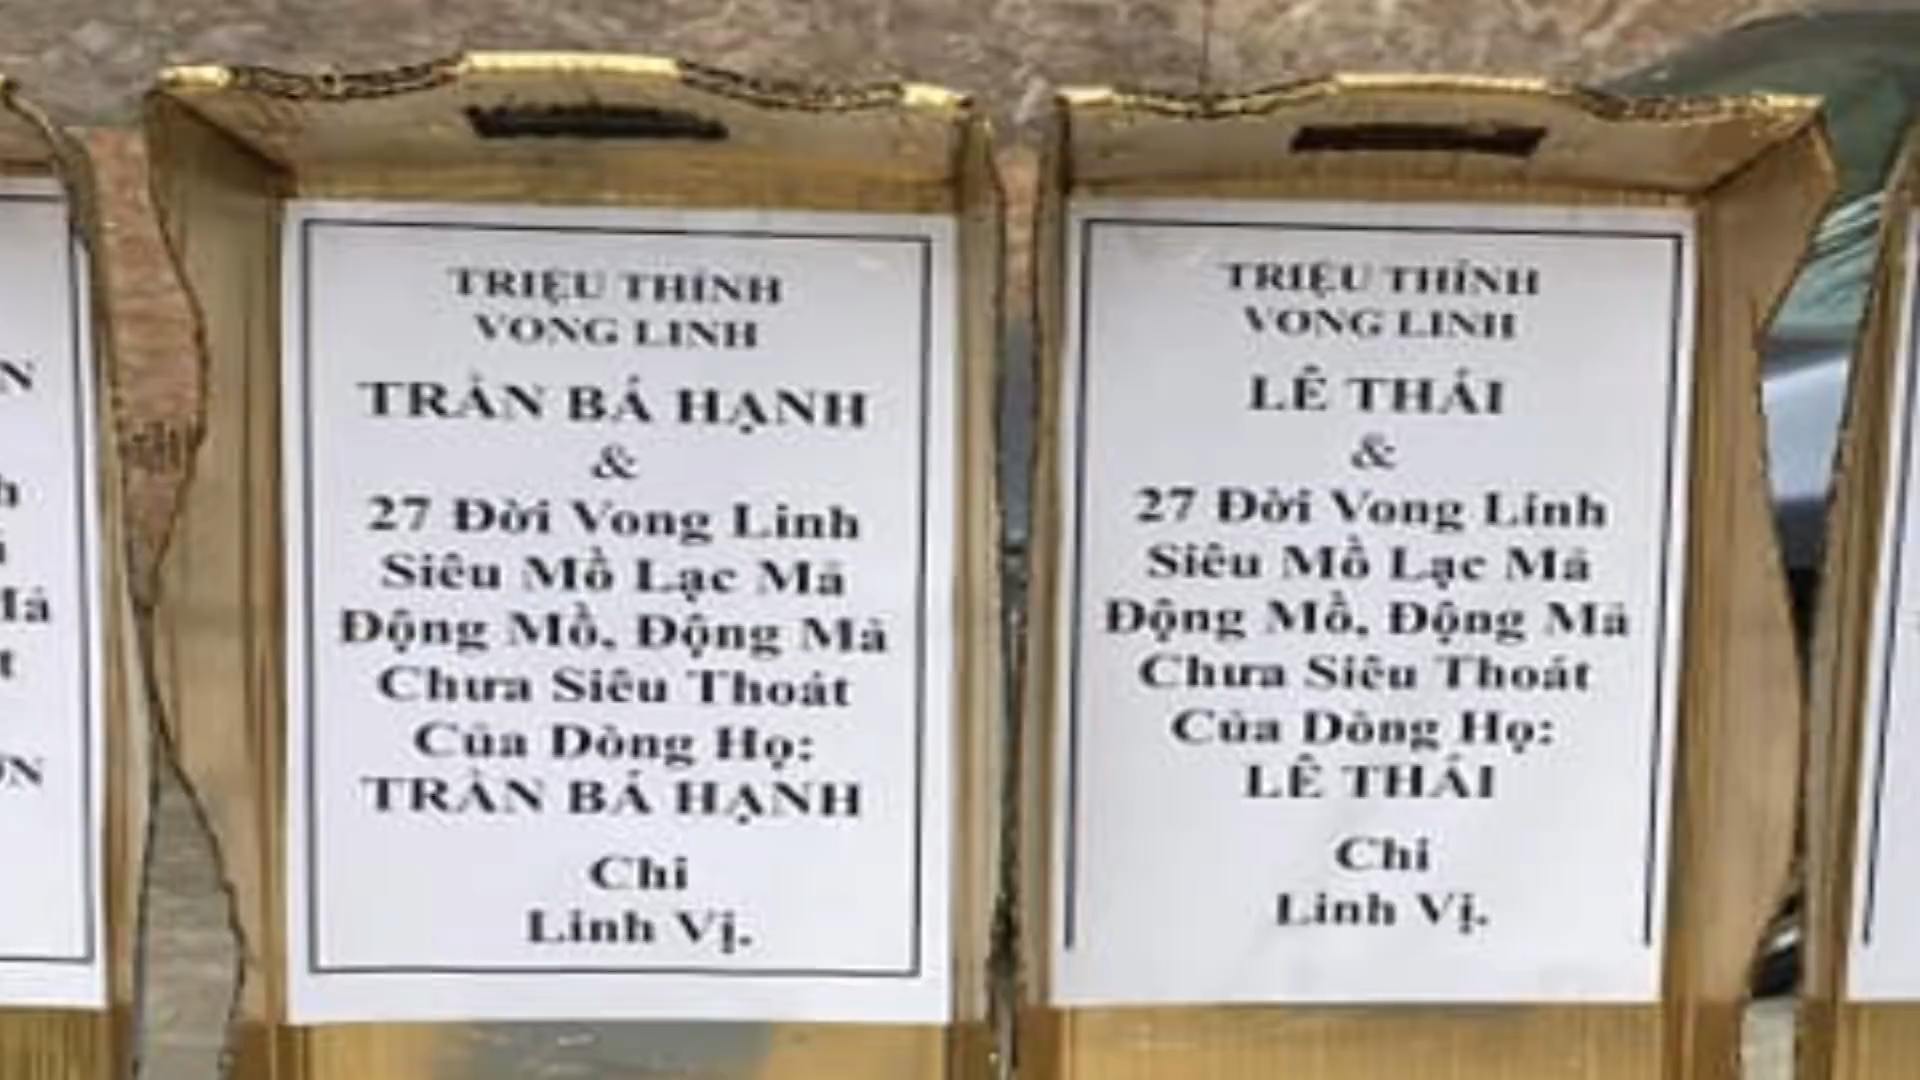 TRIỆU THỈNH
VONG LINH
TRẦN BÁ HẠNH
&
27 Đời Vong Linh
Siêu Mồ Lạc Mả
Động Mồ, Động Mả
Chưa Siêu Thoát
Của Dòng Họ:
TRẦN BÁ HẠNH
Chi
Linh Vị.
TRIỆU THỈNH
VONG LINH
LÊ THÁI
&
27 Đời Vong Linh
Siêu Mồ Lạc Mả
Động Mồ, Động Mả
Chưa Siêu Thoát
Của Dòng Họ:
LÊ THÁI
Chi
Linh Vị.